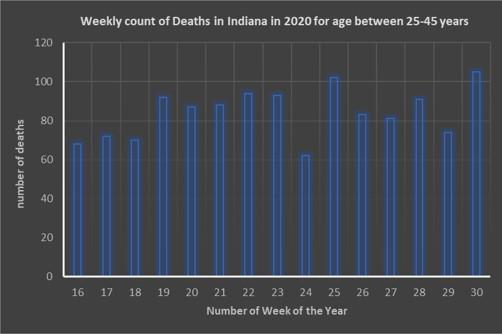 Weekly count of Deaths in Indiana in 2020 for age between 25-45 years
120
100
80
60
40
20
0
number of deaths
16 17 18 19 20 21 22 23 24 25 26 27 28 29 30
Number of Week of the Year